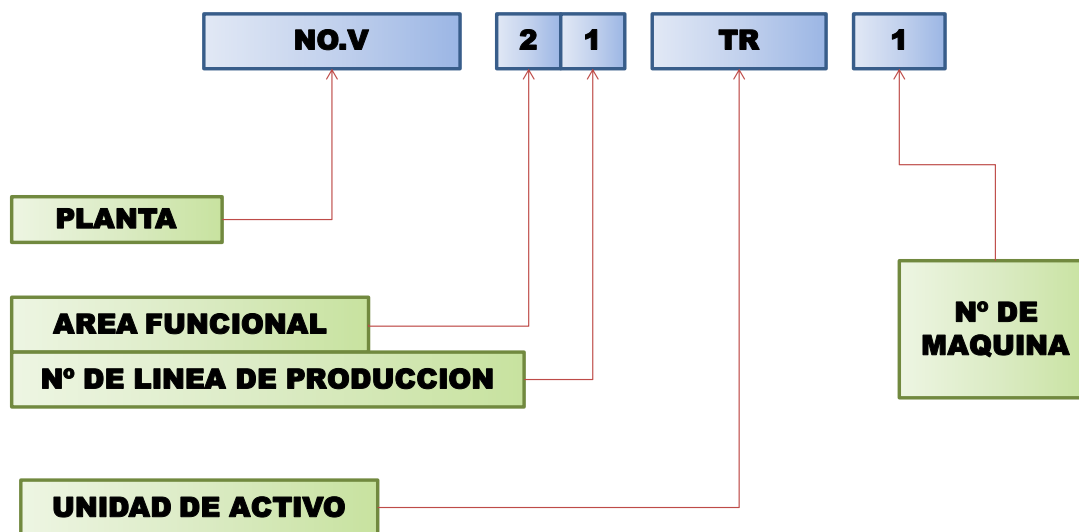 NO.V 2 1 TR 1
PLANTA
AREA FUNCIONAL
Nº DE LINEA DE PRODUCCION
Nº DE
MAQUINA
UNIDAD DE ACTIVO